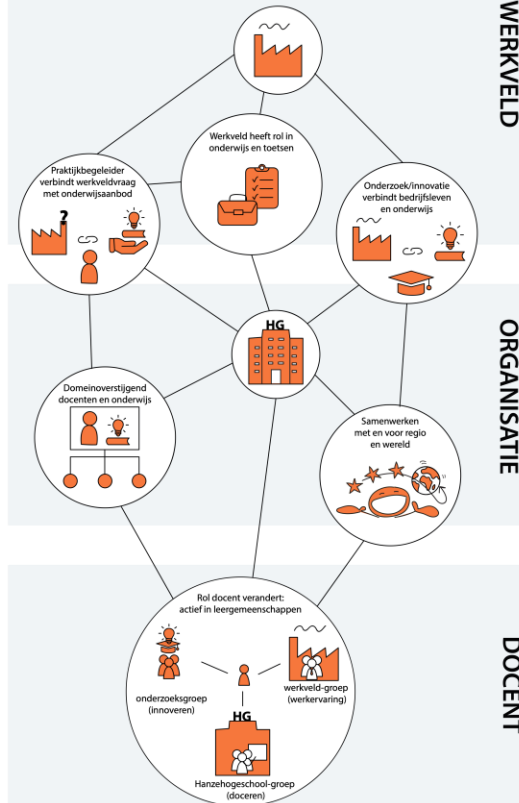 WERKVELD
Werkveld heeft rol in
onderwijs en toetsen
Praktijkbegeleider
verbindt werkveldvraag
met onderwijsaanbod
?
Onderzoek/innovatie
verbindt bedrijfsleven
en onderwijs
ORGANISATIE
HG
Domeinoverstijgend
docenten en onderwijs
Samenwerken
met en voor regio
en wereld
DOCENT
Rol docent verandert:
actief in leergemeenschappen
onderzoeksgroep
(innoveren)
werkveld-groep
(werkervaring)
HG
Hanzehogeschool-groep
(doceren)